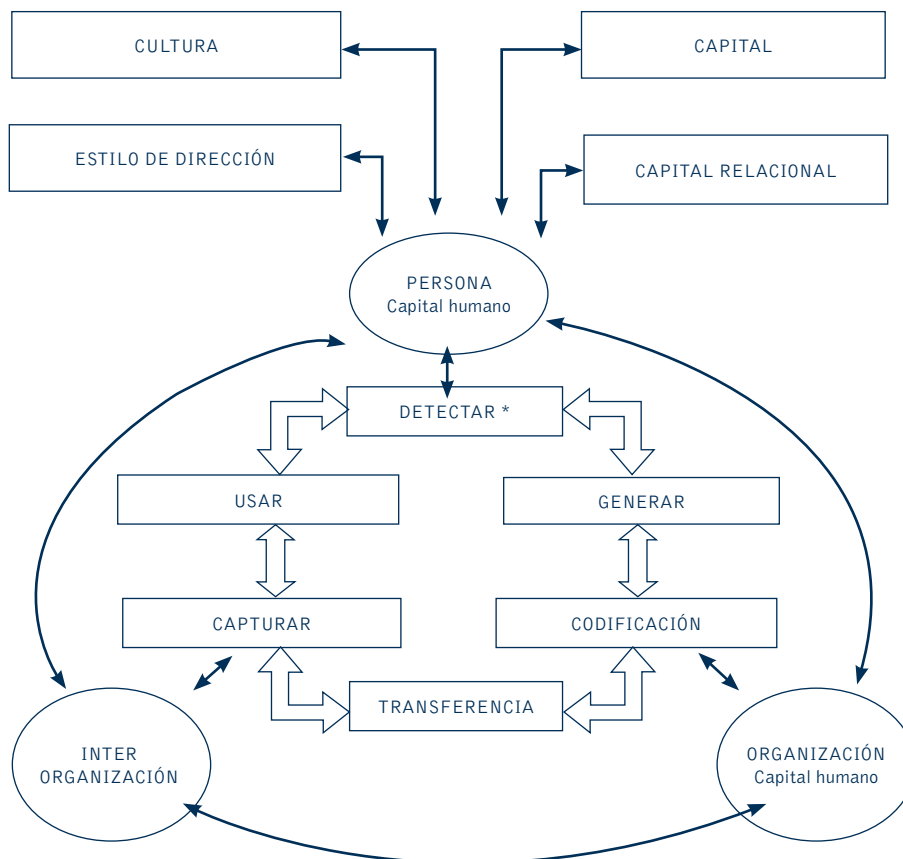 CULTURA
CAPITAL
ESTILO DE DIRECCIÓN
CAPITAL RELACIONAL
PERSONA
Capital humano
DETECTAR *
USAR
GENERAR
CAPTURAR
CODIFICACIÓN
TRANSFERENCIA
INTER
ORGANIZACIÓN
ORGANIZACIÓN
Capital humano